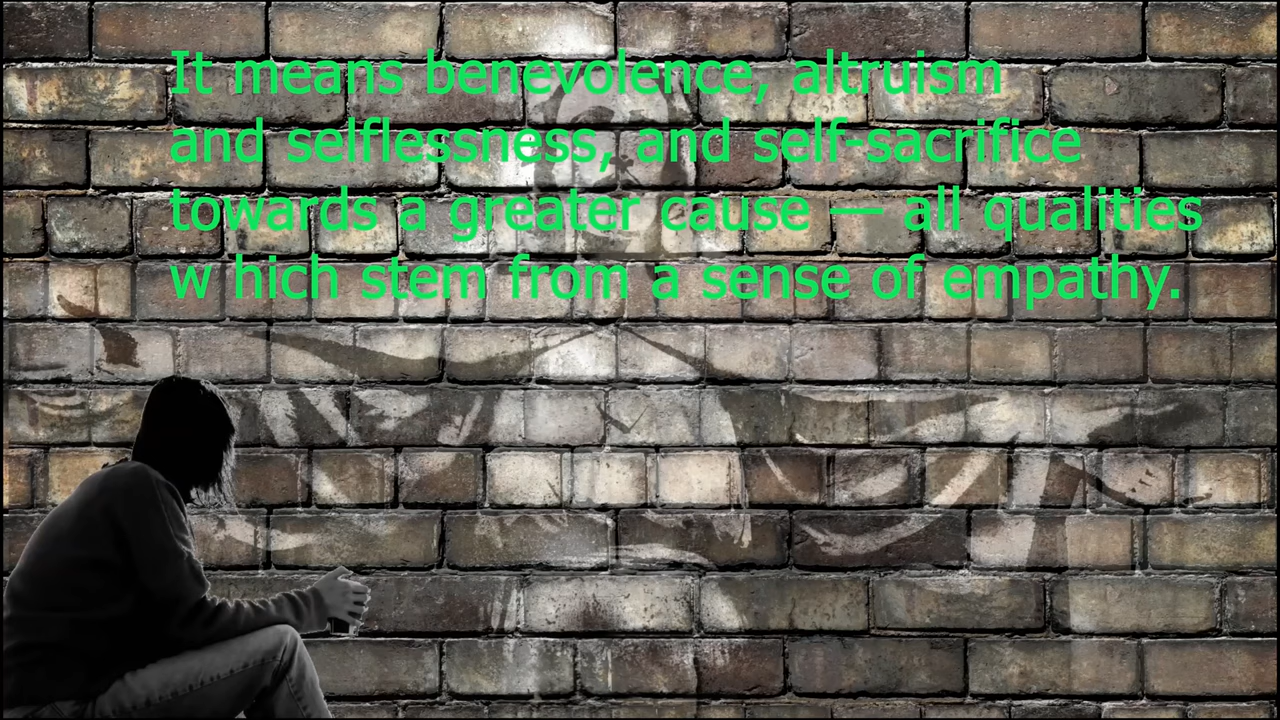 It means benevolence, altruism
and selflessness, and self-sacrifice
towards a greater cause — all qualities
w hich stem from a sense of empathy.